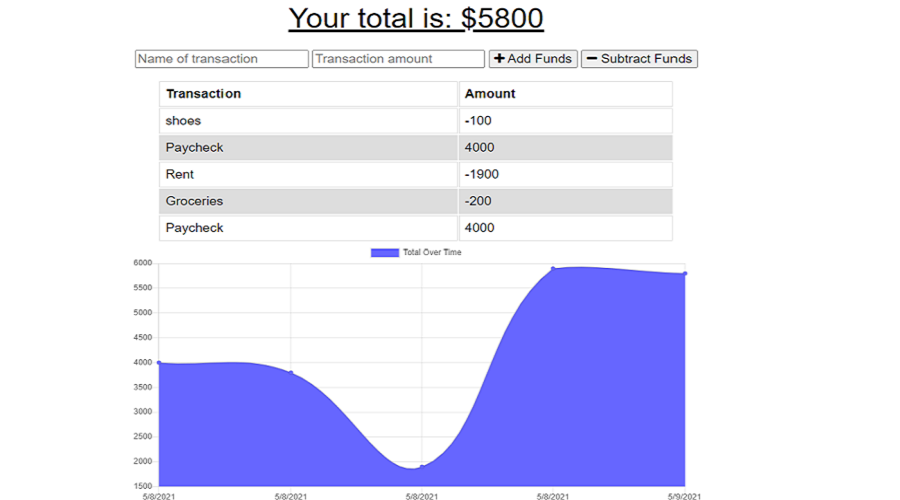 Your total is: $5800
Name of transaction Transaction amount + Add Funds − Subtract Funds
Transaction Amount
shoes -100
Paycheck 4000
Rent -1900
Groceries -200
Paycheck 4000
Total Over Time
6000
5500
5000
4500
4000
3500
3000
2500
2000
1500
5/8/2021 5/8/2021 5/8/2021 5/8/2021 5/9/2021